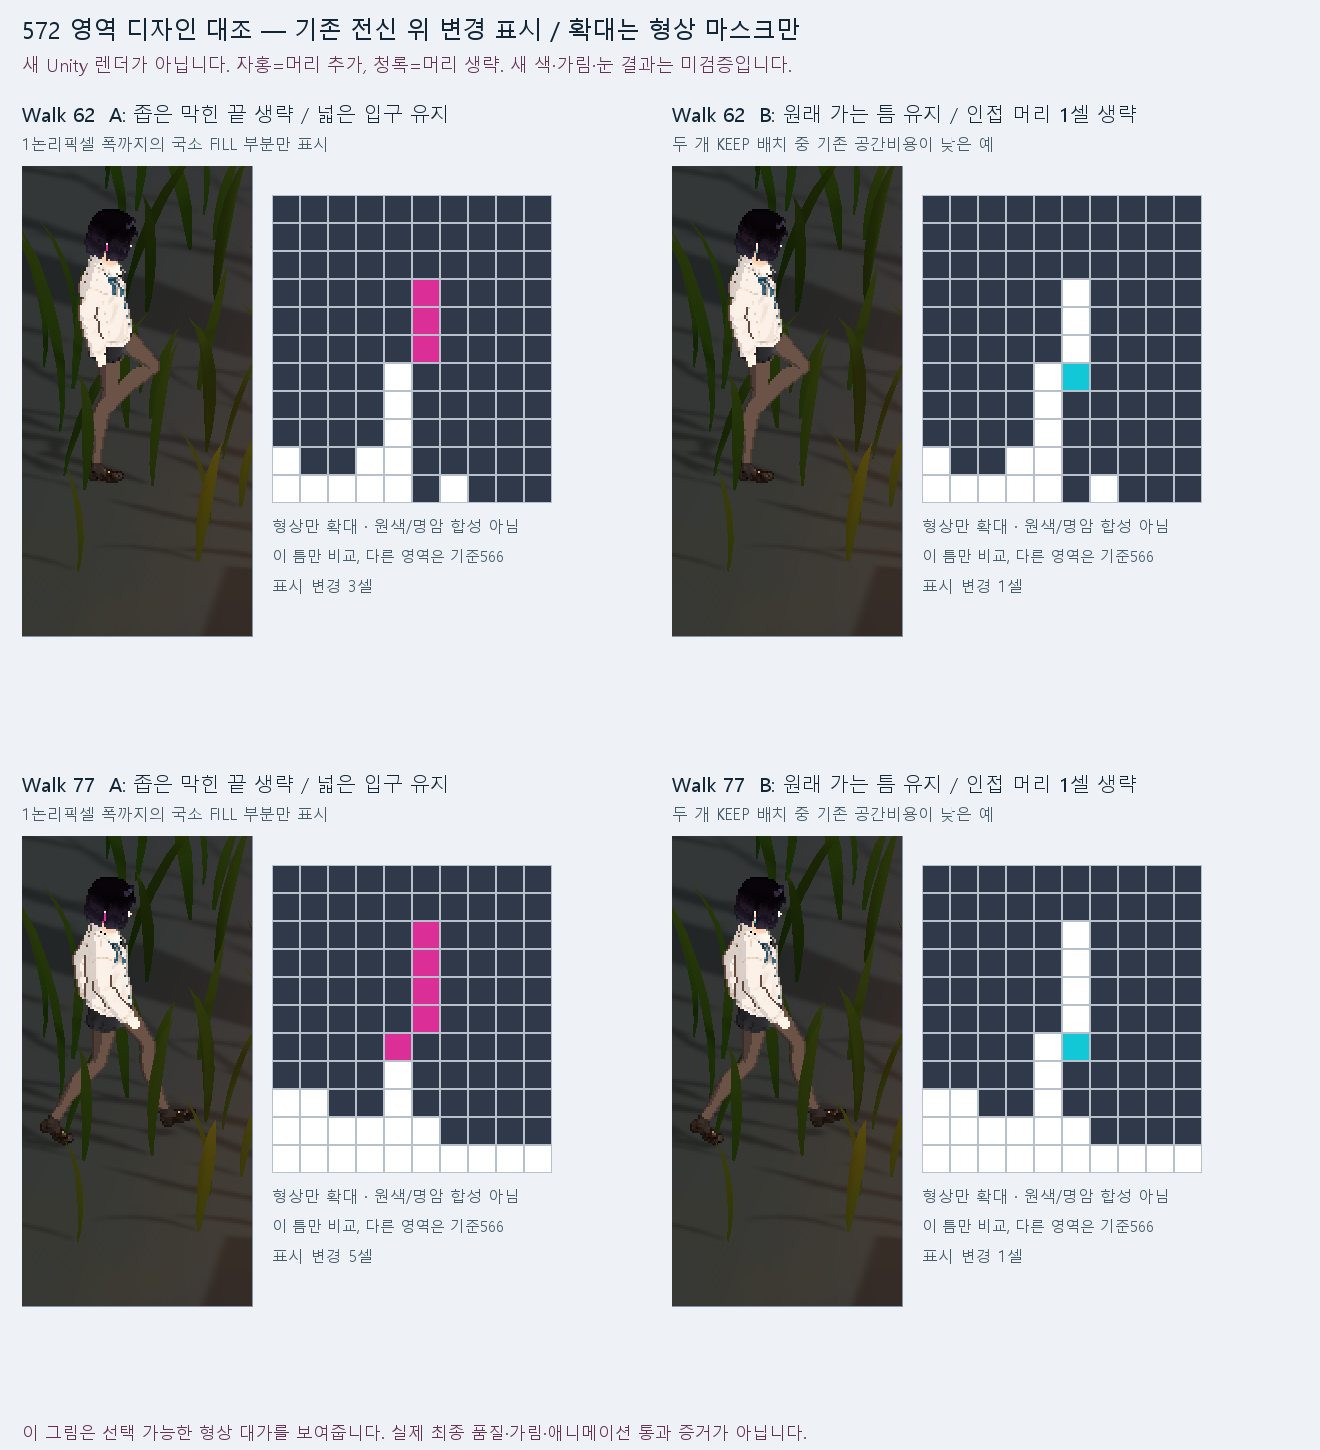 572 영역 디자인 대조 — 기존 전신 위 변경 표시 / 확대는 형상 마스크만
새 Unity 렌더가 아닙니다. 자홍=머리 추가, 청록=머리 생략. 새 색·가림·눈 결과는 미검증입니다.
Walk 62 A: 좁은 막힌 끝 생략 / 넓은 입구 유지
1논리픽셀 폭까지의 국소 FILL 부분만 표시
형상만 확대 · 원색/명암 합성 아님
이 틈만 비교, 다른 영역은 기준566
표시 변경 3셀
Walk 62 B: 원래 가는 틈 유지 / 인접 머리 1셀 생략
두 개 KEEP 배치 중 기존 공간비용이 낮은 예
형상만 확대 · 원색/명암 합성 아님
이 틈만 비교, 다른 영역은 기준566
표시 변경 1셀
Walk 77 A: 좁은 막힌 끝 생략 / 넓은 입구 유지
1논리픽셀 폭까지의 국소 FILL 부분만 표시
형상만 확대 · 원색/명암 합성 아님
이 틈만 비교, 다른 영역은 기준566
표시 변경 5셀
Walk 77 B: 원래 가는 틈 유지 / 인접 머리 1셀 생략
두 개 KEEP 배치 중 기존 공간비용이 낮은 예
형상만 확대 · 원색/명암 합성 아님
이 틈만 비교, 다른 영역은 기준566
표시 변경 1셀
이 그림은 선택 가능한 형상 대가를 보여줍니다. 실제 최종 품질·가림·애니메이션 통과 증거가 아닙니다.